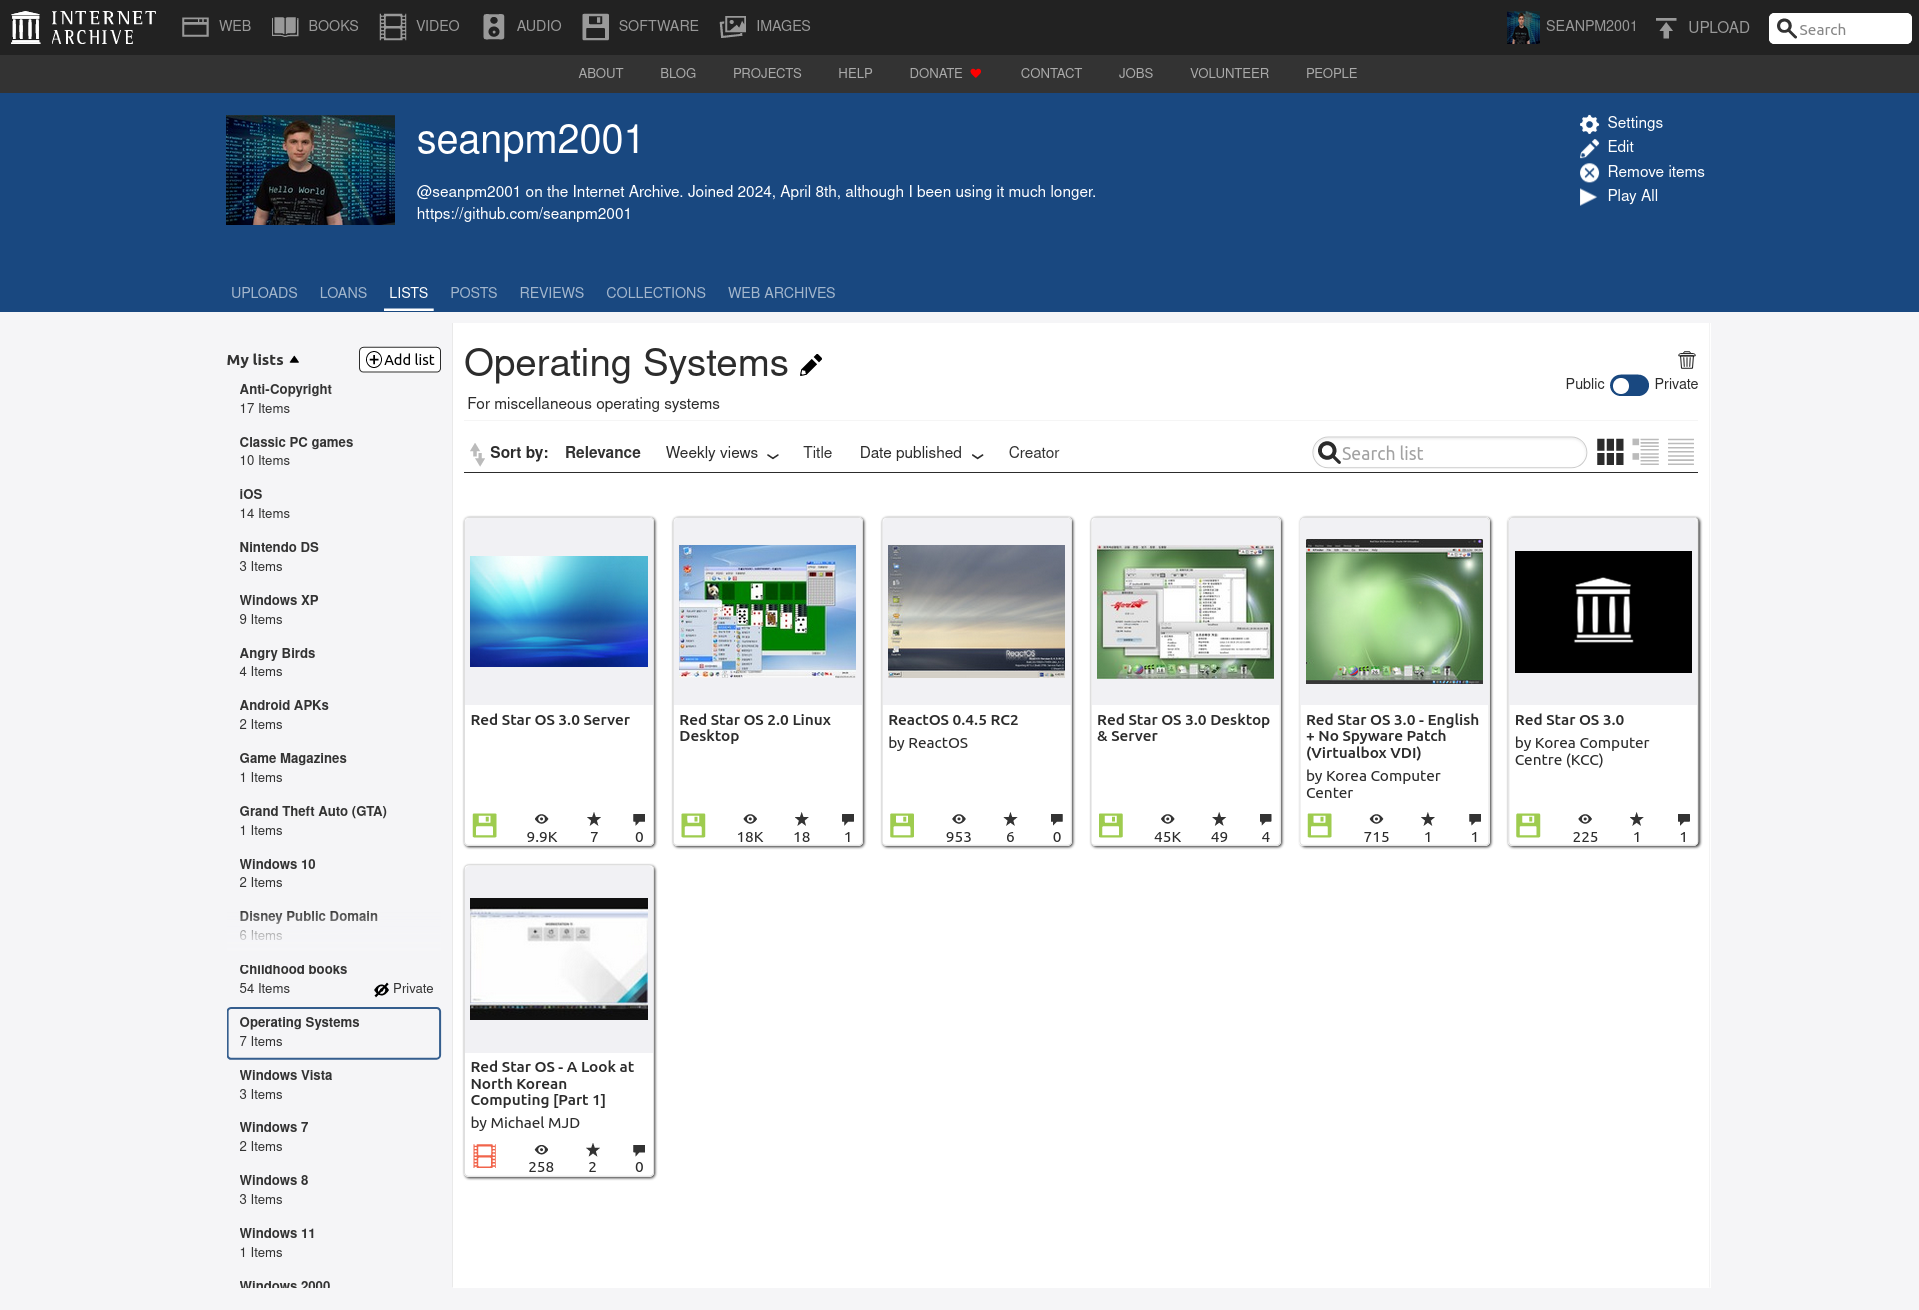 INTERNET ARCHIVE
WEB BOOKS VIDEO AUDIO SOFTWARE IMAGES
SEANPM2001 UPLOAD Search
ABOUT BLOG PROJECTS HELP DONATE CONTACT JOBS VOLUNTEER PEOPLE
Hello World
seanpm2001
@seanpm2001 on the Internet Archive. Joined 2024, April 8th, although I been using it much longer.
https://github.com/seanpm2001
Settings
Edit
Remove items
Play All
UPLOADS LOANS LISTS POSTS REVIEWS COLLECTIONS WEB ARCHIVES
My lists Add list
Anti-Copyright
17 Items
Classic PC games
10 Items
iOS
14 Items
Nintendo DS
3 Items
Windows XP
9 Items
Angry Birds
4 Items
Android APKs
2 Items
Game Magazines
1 Items
Grand Theft Auto (GTA)
1 Items
Windows 10
2 Items
Disney Public Domain
6 Items
Childhood books
54 Items Private
Operating Systems
7 Items
Windows Vista
3 Items
Windows 7
2 Items
Windows 8
3 Items
Windows 11
1 Items
Windows 2000
Operating Systems
For miscellaneous operating systems
Public Private
Sort by: Relevance Weekly views Title Date published Creator
Search list
Red Star OS 3.0 Server
9.9K 7 0
Red Star OS 2.0 Linux
Desktop
18K 18 1
ReactOS
ReactOS 0.4.5 RC2
by ReactOS
953 6 0
Red Star OS 3.0 Desktop
& Server
45K 49 4
Red Star OS 3.0 - English
+ No Spyware Patch
(Virtualbox VDI)
by Korea Computer
Center
715 1 1
Red Star OS 3.0
by Korea Computer
Centre (KCC)
225 1 1
Red Star OS - A Look at
North Korean
Computing [Part 1]
by Michael MJD
258 2 0